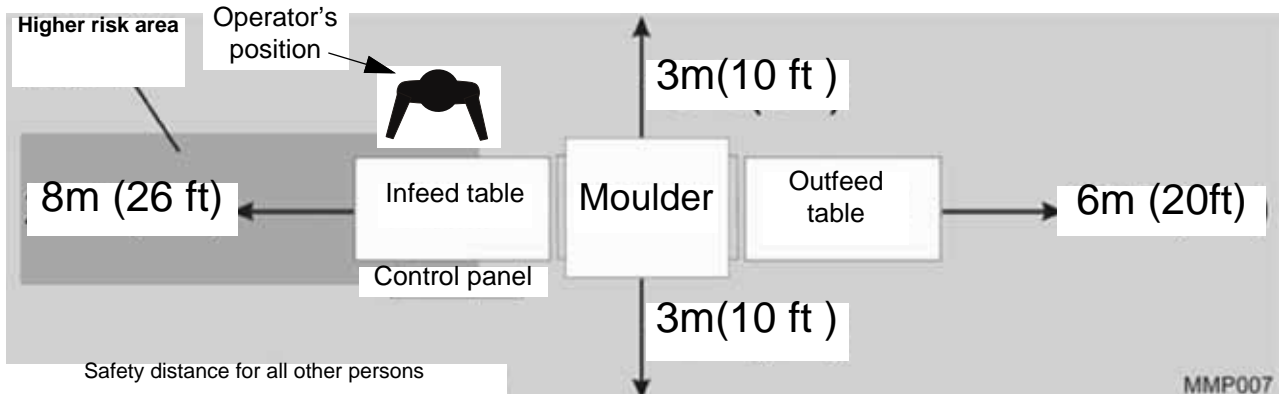 Higher risk area
Operator's
position
3m(10 ft )
8m (26 ft)
Infeed table
Moulder
Outfeed
table
6m (20ft)
Control panel
3m(10 ft )
Safety distance for all other persons
MMP007